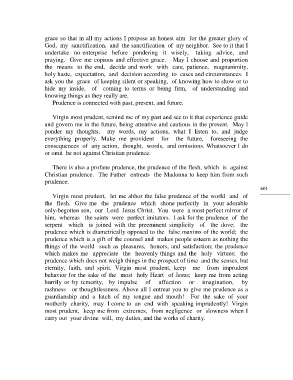 grace so that in all my actions I propose an honest aim for the greater glory of
God, my sanctification, and the sanctification of my neighbor. See to it that I
undertake no enterprise before pondering it wisely, taking advice, and
praying. Give me copious and effective grace. May I choose and proportion
the means to the end, decide and work with care, patience, magnanimity,
holy haste, expectation, and decision according to cases and circumstances. I
ask you the grace of keeping silent or speaking, of knowing how to show or to
hide my inside, of coming to terms or being firm, of understanding and
knowing things as they really are.
Prudence is connected with past, present, and future.
Virgin most prudent, remind me of my past and see to it that experience guide
and govern me in the future, being attentive and cautious in the present. May I
ponder my thoughts, my words, my actions, what I listen to, and judge
everything properly. Make me provident for the future, foreseeing the
consequences of any action, thought, words, and omissions. Whatsoever I do
or omit be not against Christian prudence.
There is also a profane prudence, the prudence of the flesh, which is against
Christian prudence. The Father entreats the Madonna to keep him from such
prudence.
601
Virgin most prudent, let me abhor the false prudence of the world and of
the flesh. Give me the prudence which shone perfectly in your adorable
only-begotten son, our Lord Jesus Christ. You were a most perfect mirror of
him, whereas the saints were perfect imitators. I ask for the prudence of the
serpent which is joined with the preeminent simplicity of the dove; the
prudence which is diametrically opposed to the false maxims of the world; the
prudence which is a gift of the counsel and makes people esteem as nothing the
things of the world such as pleasures, honors, and satisfaction; the prudence
which makes me appreciate the heavenly things and the holy virtues; the
prudence which does not weigh things in the prospect of time and the senses, but
eternity, faith, and spirit. Virgin most prudent, keep me from imprudent
behavior for the sake of the most holy Heart of Jesus; keep me from acting
hurriedly or by temerity, by impulse of affection or imagination, by
rashness or thoughtlessness. Above all I entreat you to give me prudence as a
guardianship and a latch of my tongue and mouth! For the sake of your
motherly charity, may I come to an end with speaking imprudently! Virgin
most prudent, keep me from extremes, from negligence or slowness when I
carry out your divine will, my duties, and the works of charity.